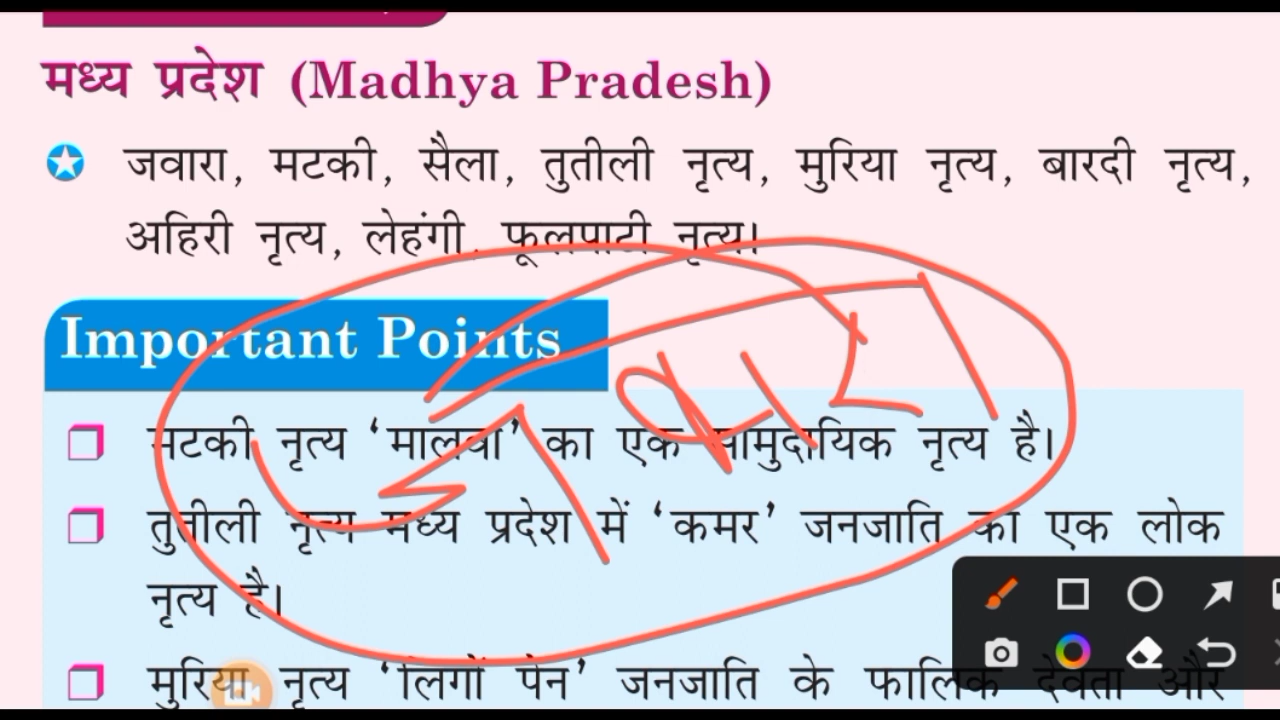 मध्य प्रदेश (Madhya Pradesh)
जवारा, मटकी, सैला, तुतीली नृत्य, मुरिया नृत्य, बारदी नृत्य,
अहिरी नृत्य, लेहंगी, फूलपाटी नृत्य।
Important Points
मटकी नृत्य ‘मालवा’ का एक सामुदायिक नृत्य है।
तुतीली नृत्य मध्य प्रदेश में ‘कमर’ जनजाति का एक लोक
नृत्य है।
मुरिया नृत्य ‘लिगों पेन’ जनजाति के फालिक देवता और